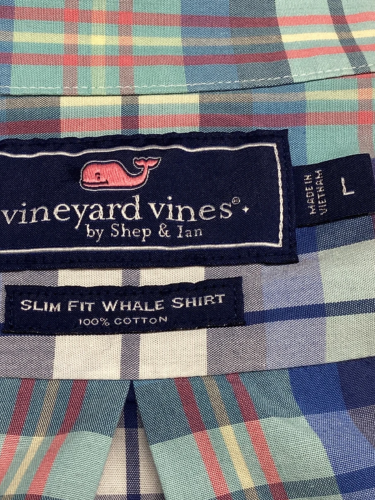 vineyard vines®
by Shep & Ian
MADE IN
VIETNAM
L
SLIM FIT WHALE SHIRT
100% COTTON